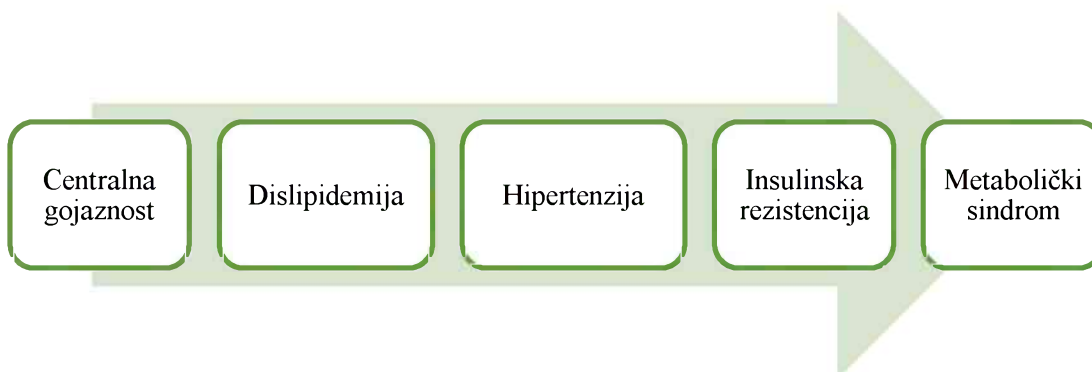 Centralna
gojaznost
Dislipidemija
Hipertenzija
Insulinska
rezistencija
Metabolički
sindrom